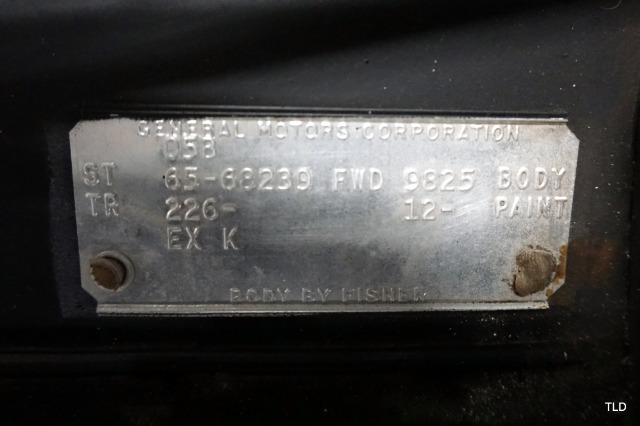 GENERAL MOTORS CORPORATION
05B
ST 65-68239 FWD 9825 BODY
TR 226- 12- PAINT
EX K
BODY BY FISHER
TLD